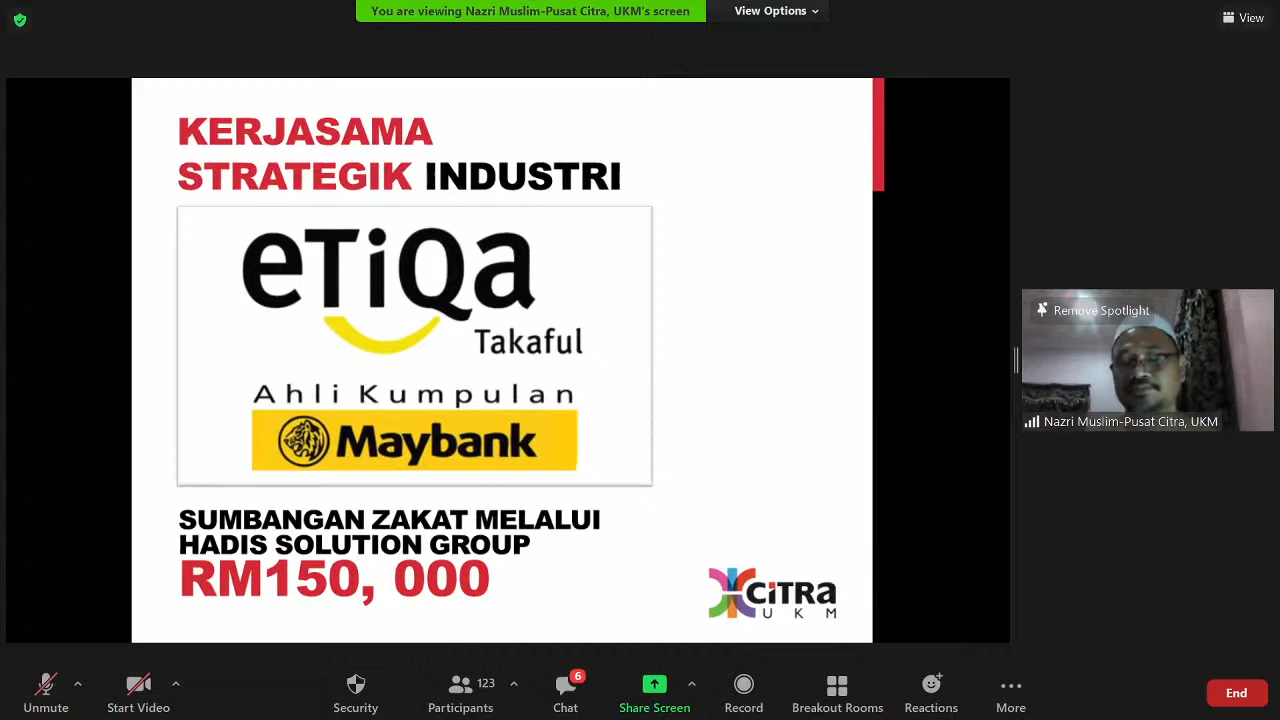 You are viewing Nazri Muslim-Pusat Citra, UKM's screen
View Options
View
KERJASAMA
STRATEGIK INDUSTRI
eTiQa
Takaful
Ahli Kumpulan
Maybank
SUMBANGAN ZAKAT MELALUI
HADIS SOLUTION GROUP
RM150, 000
CiTRa
UKM
Remove Spotlight
Nazri Muslim-Pusat Citra, UKM
Unmute
Start Video
Security
123
Participants
6
Chat
Share Screen
Record
Breakout Rooms
Reactions
More
End